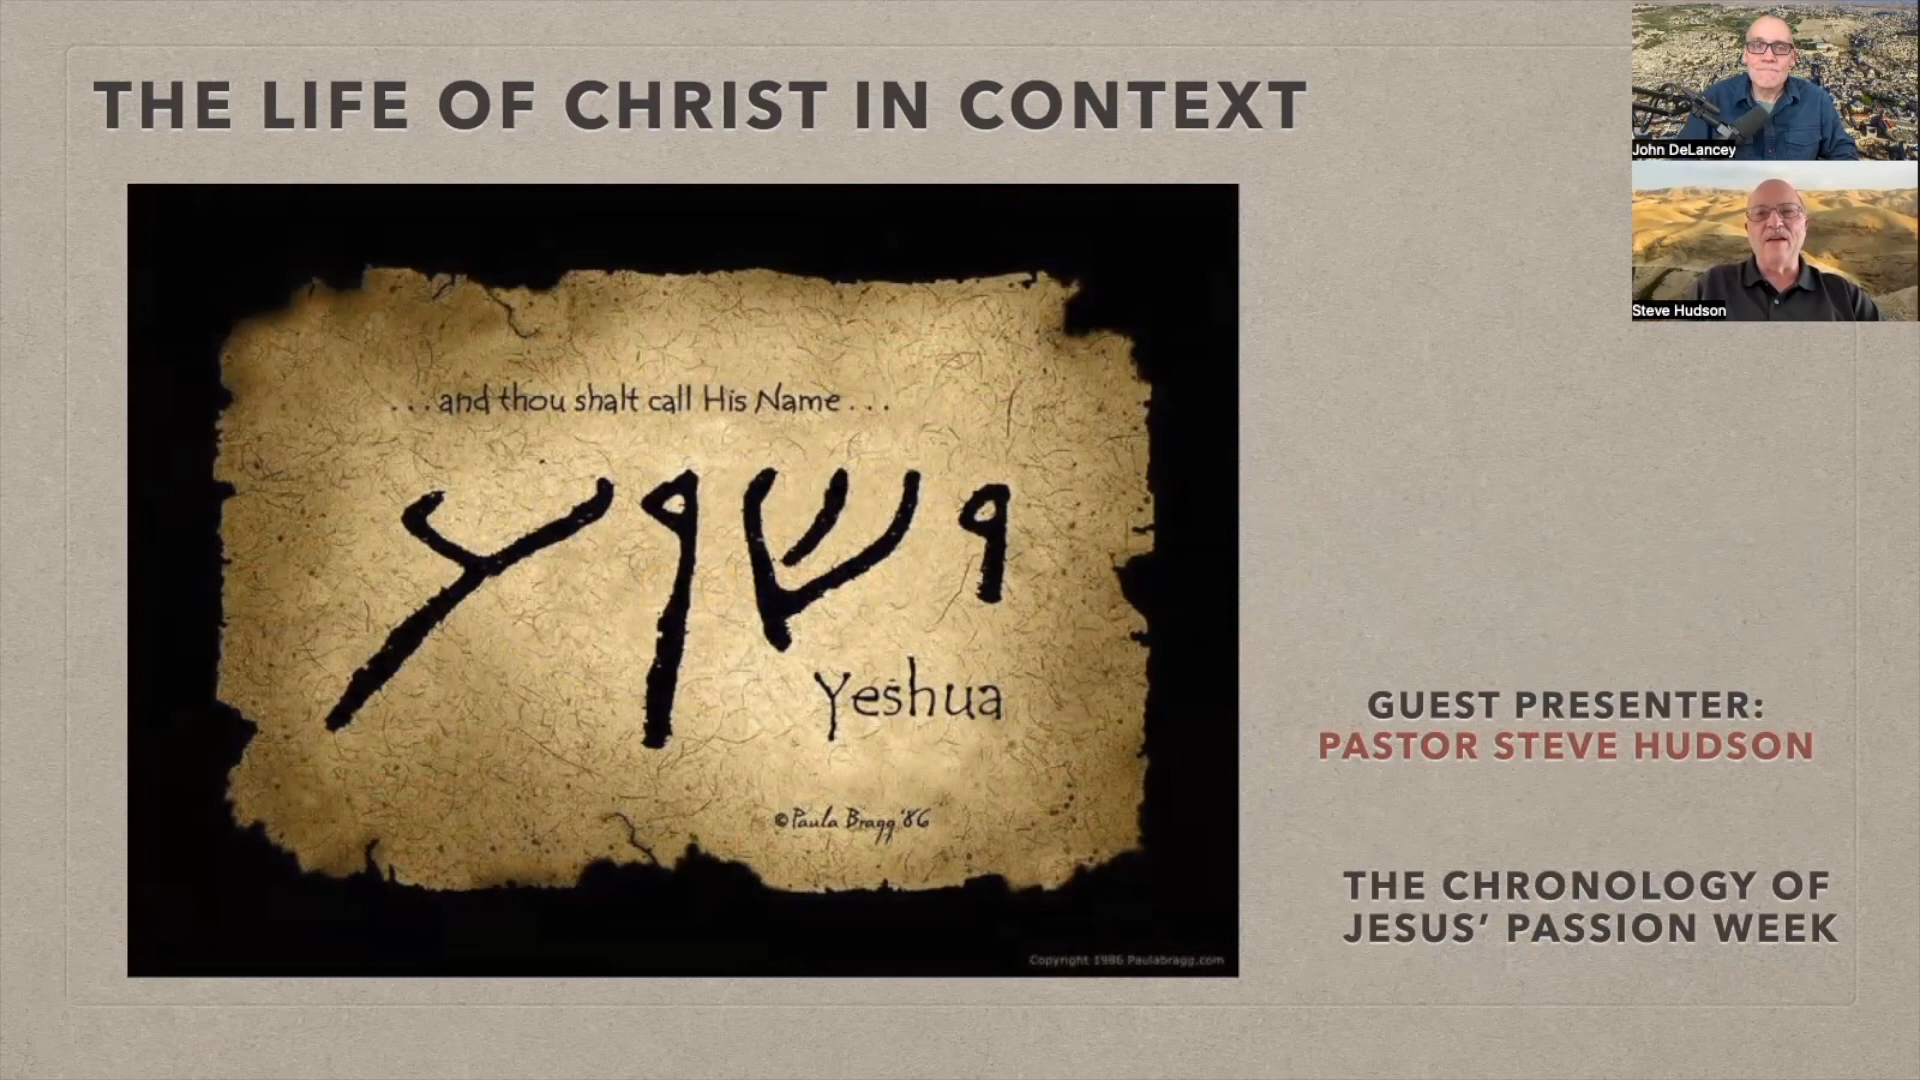 THE LIFE OF CHRIST IN CONTEXT
John DeLancey
Steve Hudson
. . . and thou shalt call His Name . . .
ישוע
Yeshua
©Paula Bragg '86
Copyright 1986 Paulabragg.com
GUEST PRESENTER:
PASTOR STEVE HUDSON
THE CHRONOLOGY OF
JESUS’ PASSION WEEK